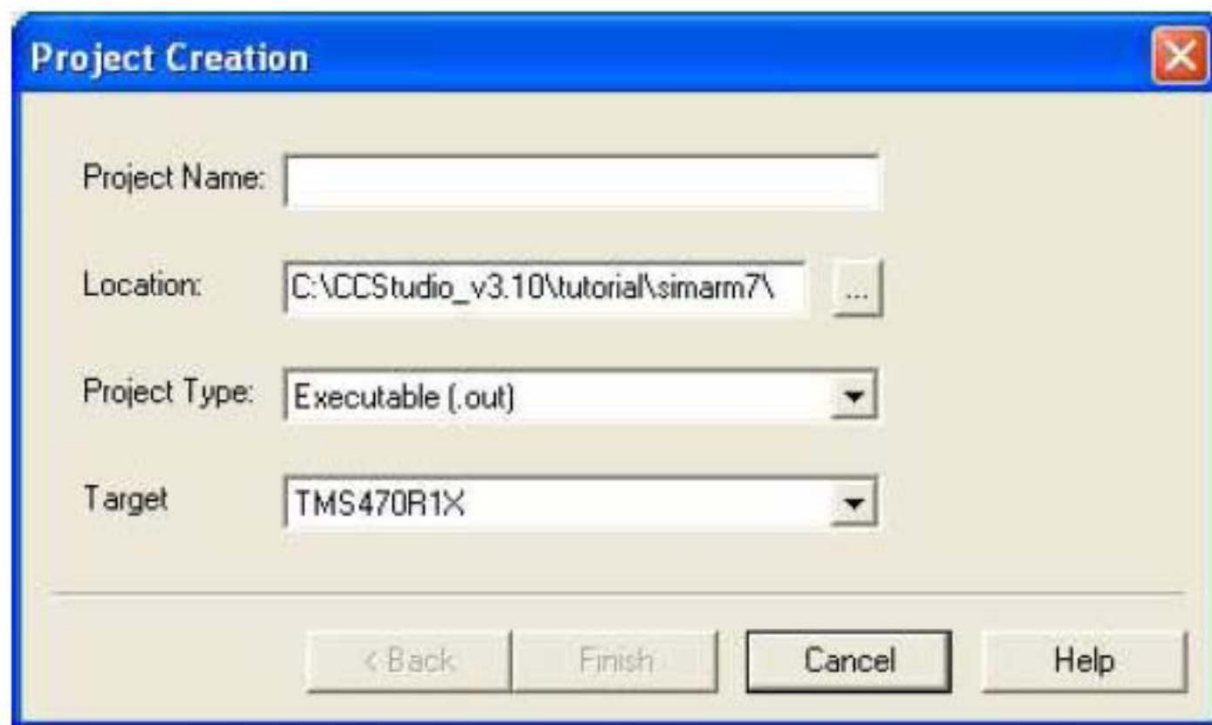 Project Creation
Project Name:
Location: C:\CCStudio_v3.10\tutorial\simarm7\ ...
Project Type: Executable (.out)
Target TMS470R1X
< Back Finish Cancel Help